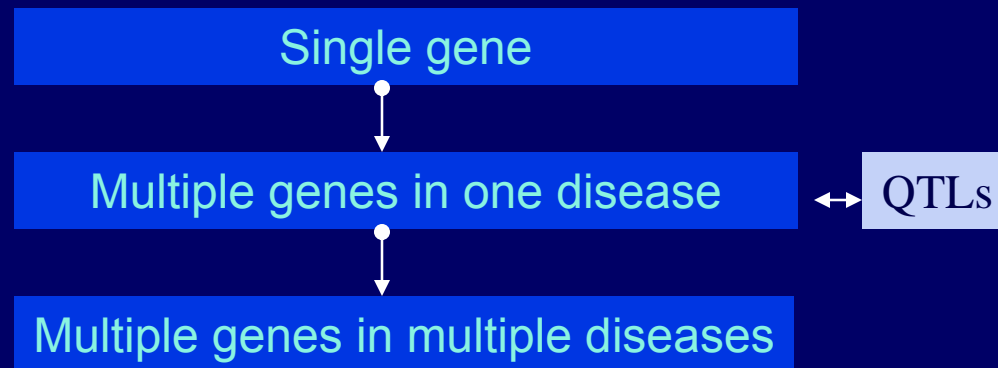 Single gene
Multiple genes in one disease
QTLs
Multiple genes in multiple diseases